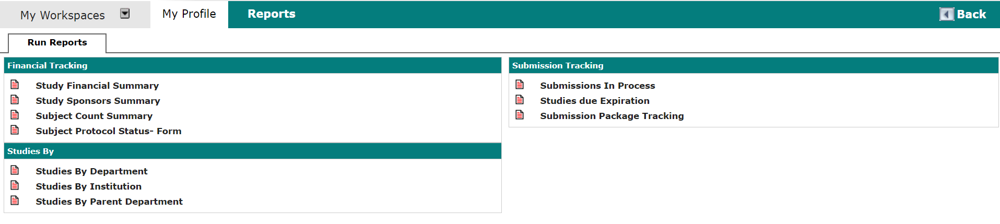 My Workspaces
My Profile
Reports
Back
Run Reports
Financial Tracking
Study Financial Summary
Study Sponsors Summary
Subject Count Summary
Subject Protocol Status- Form
Studies By
Studies By Department
Studies By Institution
Studies By Parent Department
Submission Tracking
Submissions In Process
Studies due Expiration
Submission Package Tracking